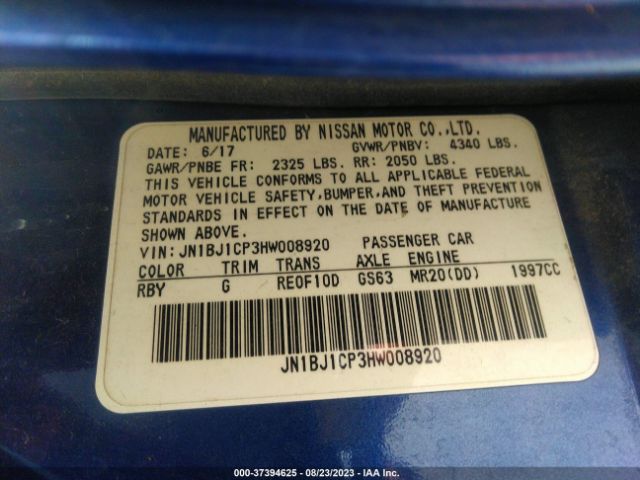 MANUFACTURED BY NISSAN MOTOR CO.,LTD.
DATE: 6/17 GVWR/PNBV: 4340 LBS.
GAWR/PNBE FR: 2325 LBS. RR: 2050 LBS.
THIS VEHICLE CONFORMS TO ALL APPLICABLE FEDERAL
MOTOR VEHICLE SAFETY,BUMPER,AND THEFT PREVENTION
STANDARDS IN EFFECT ON THE DATE OF MANUFACTURE
SHOWN ABOVE.
VIN:JN1BJ1CP3HW008920 PASSENGER CAR
COLOR TRIM TRANS AXLE ENGINE
RBY G RE0F10D GS63 MR20(DD) 1997CC
JN1BJ1CP3HW008920
00-37394625 - 08/23/2023 - IAA Inc.